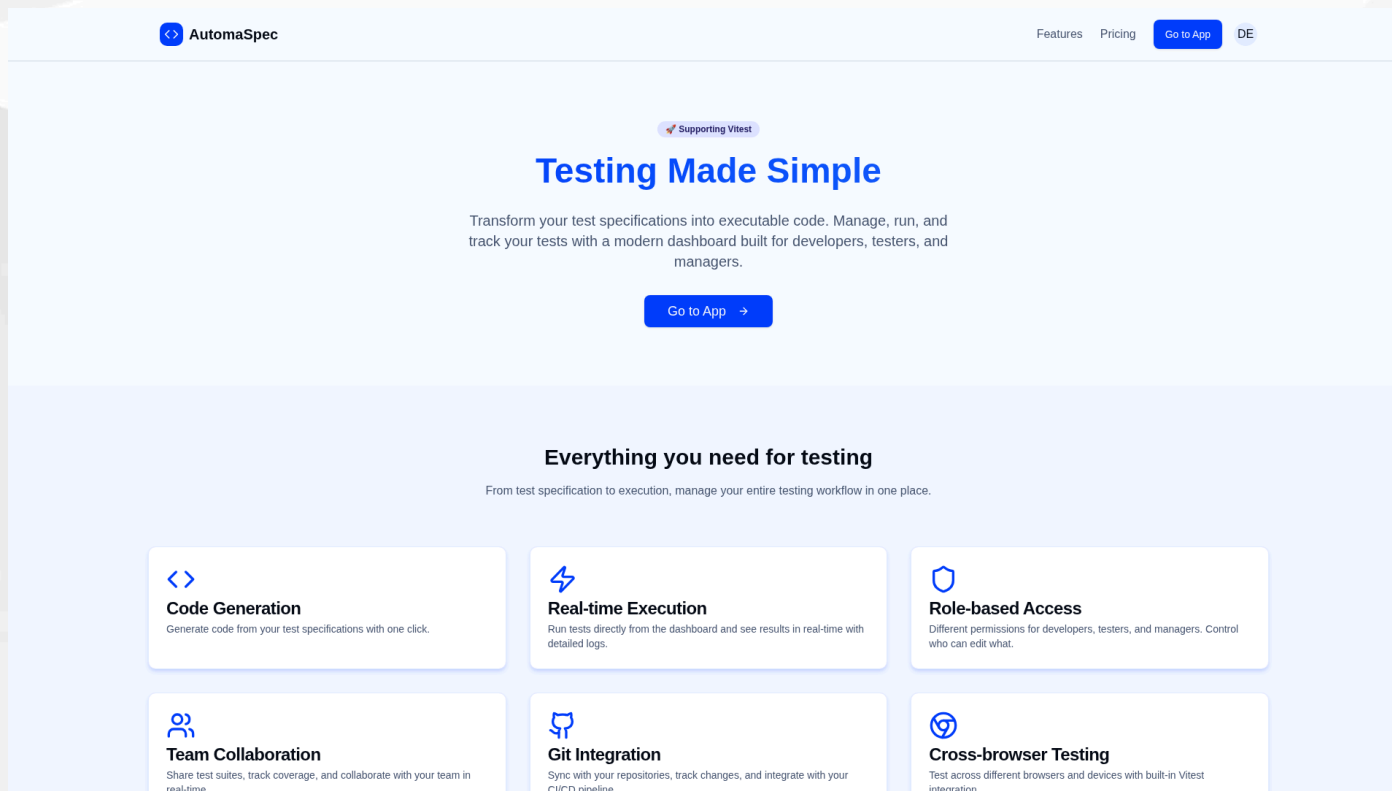 AutomaSpec
Features
Pricing
Go to App
DE
🚀 Supporting Vitest
Testing Made Simple
Transform your test specifications into executable code. Manage, run, and
track your tests with a modern dashboard built for developers, testers, and
managers.
Go to App →
Everything you need for testing
From test specification to execution, manage your entire testing workflow in one place.
Code Generation
Generate code from your test specifications with one click.
Real-time Execution
Run tests directly from the dashboard and see results in real-time with
detailed logs.
Role-based Access
Different permissions for developers, testers, and managers. Control
who can edit what.
Team Collaboration
Share test suites, track coverage, and collaborate with your team in
real-time.
Git Integration
Sync with your repositories, track changes, and integrate with your
CI/CD pipeline.
Cross-browser Testing
Test across different browsers and devices with built-in Vitest
integration.